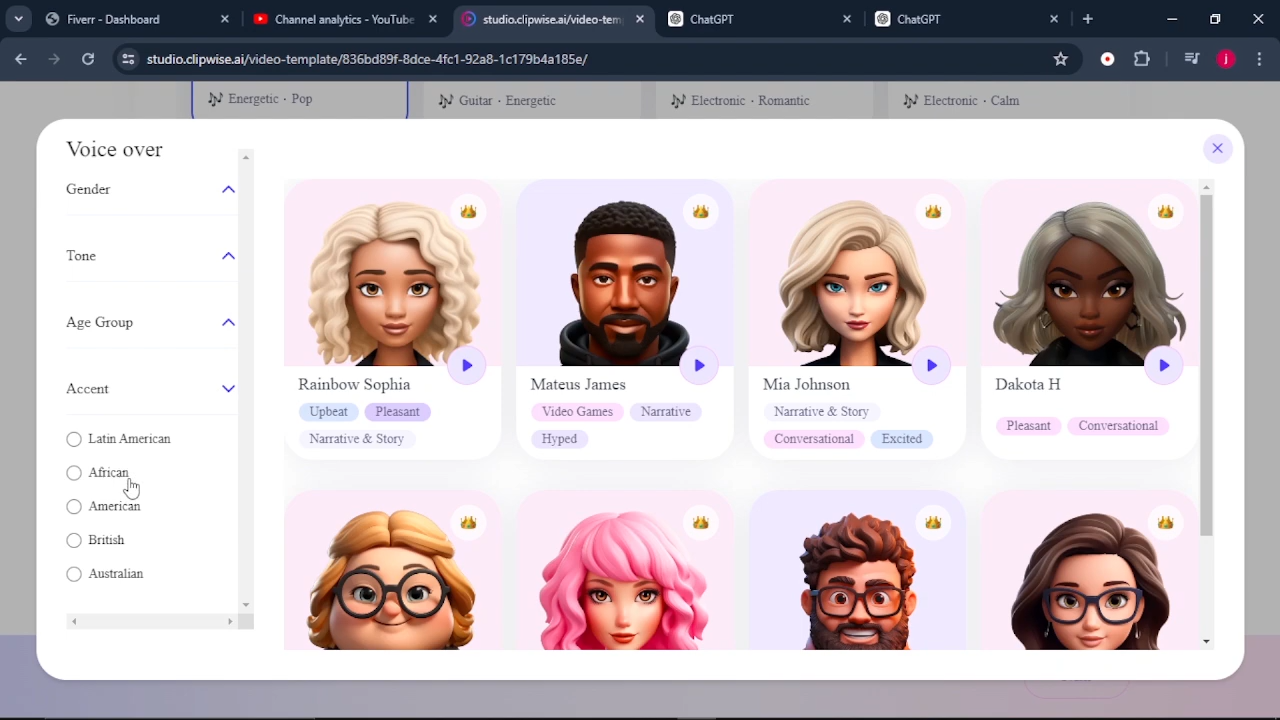 Fiverr - Dashboard
Channel analytics - YouTube
studio.clipwise.ai/video-tem
ChatGPT
ChatGPT
studio.clipwise.ai/video-template/836bd89f-8dce-4fc1-92a8-1c179b4a185e/
j
Energetic · Pop
Guitar · Energetic
Electronic · Romantic
Electronic · Calm
Voice over
Gender
Tone
Age Group
Accent
Latin American
African
American
British
Australian
Rainbow Sophia
Upbeat Pleasant
Narrative & Story
Mateus James
Video Games Narrative
Hyped
Mia Johnson
Narrative & Story
Conversational Excited
Dakota H
Pleasant Conversational